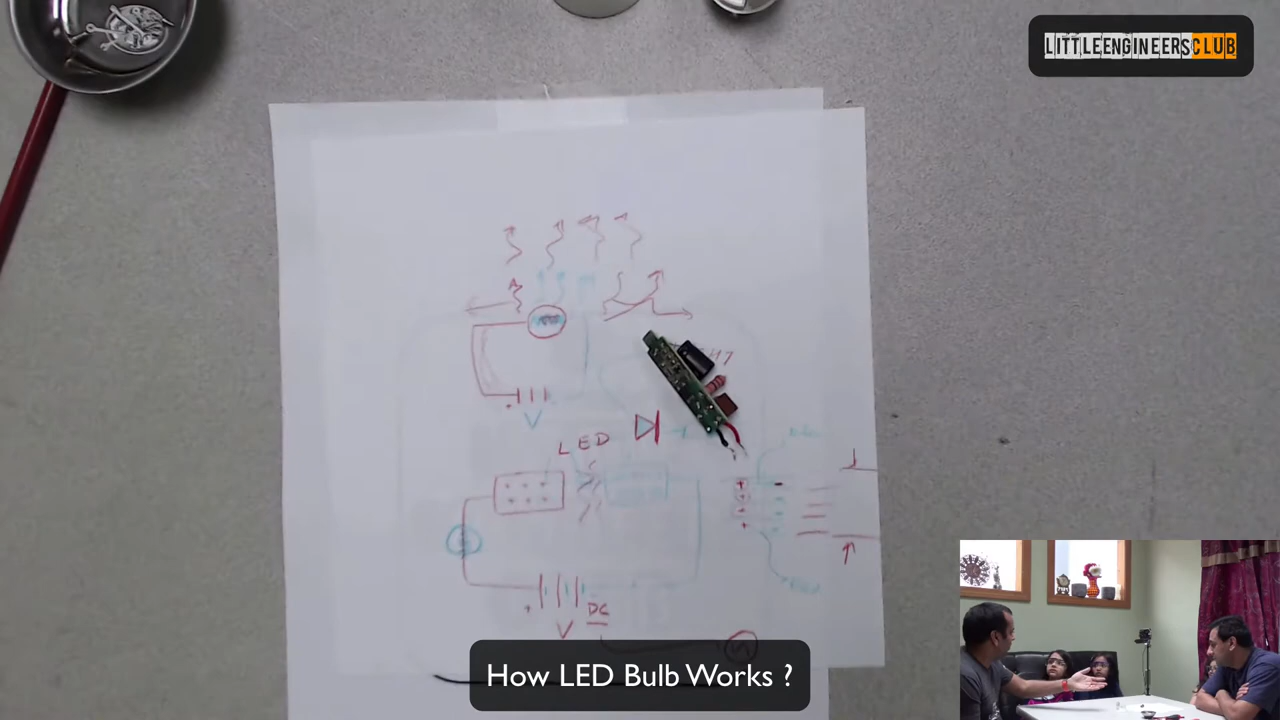 LITTLEENGINEERSCLUB
V
LED
DC
V
How LED Bulb Works ?